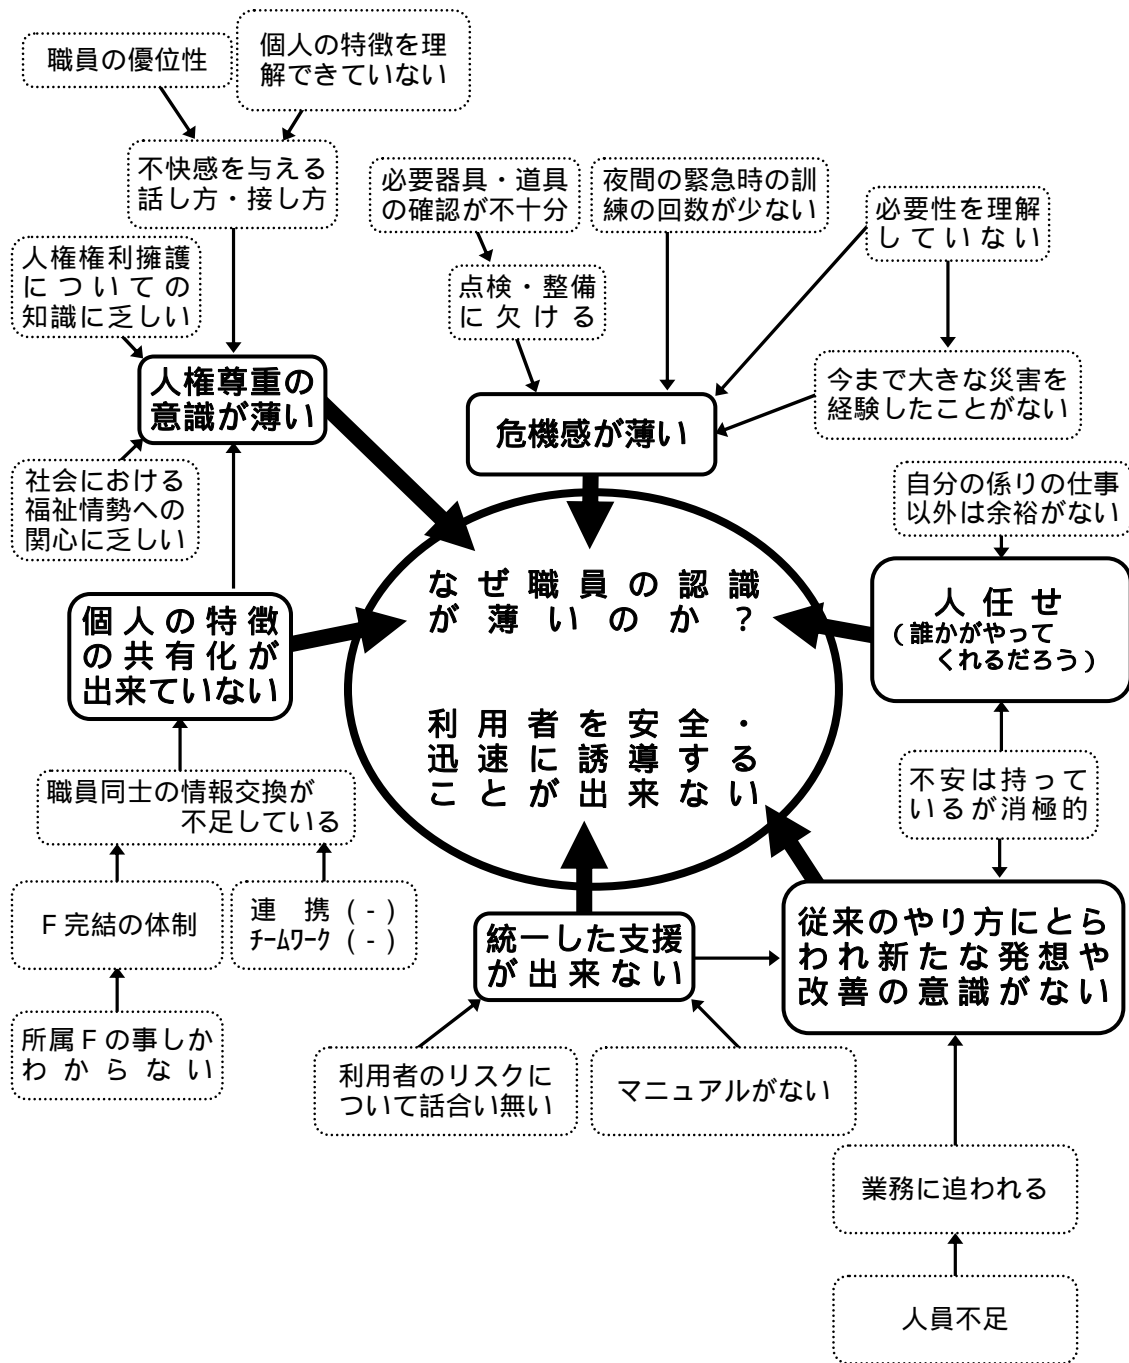 職員の優位性
個人の特徴を理
解できていない
不快感を与える
話し方・接し方
必要器具・道具
の確認が不十分
夜間の緊急時の訓
練の回数が少ない
必要性を理解
していない
人権権利擁護
についての
知識に乏しい
点検・整備
に欠ける
人権尊重の
意識が薄い
今まで大きな災害を
経験したことがない
危機感が薄い
社会における
福祉情勢への
関心に乏しい
自分の係りの仕事
以外は余裕がない
なぜ職員の認識
が薄いのか?
人任せ
(誰かがやって
くれるだろう)
個人の特徴
の共有化が
出来ていない
利用者を安全・
迅速に誘導する
ことが出来ない
職員同士の情報交換が
不足している
不安は持って
いるが消極的
F完結の体制
連携(-)
チームワーク(-)
統一した支援
が出来ない
従来のやり方にとら
われ新たな発想や
改善の意識がない
所属Fの事しか
わからない
利用者のリスクに
ついて話合い無い
マニュアルがない
業務に追われる
人員不足